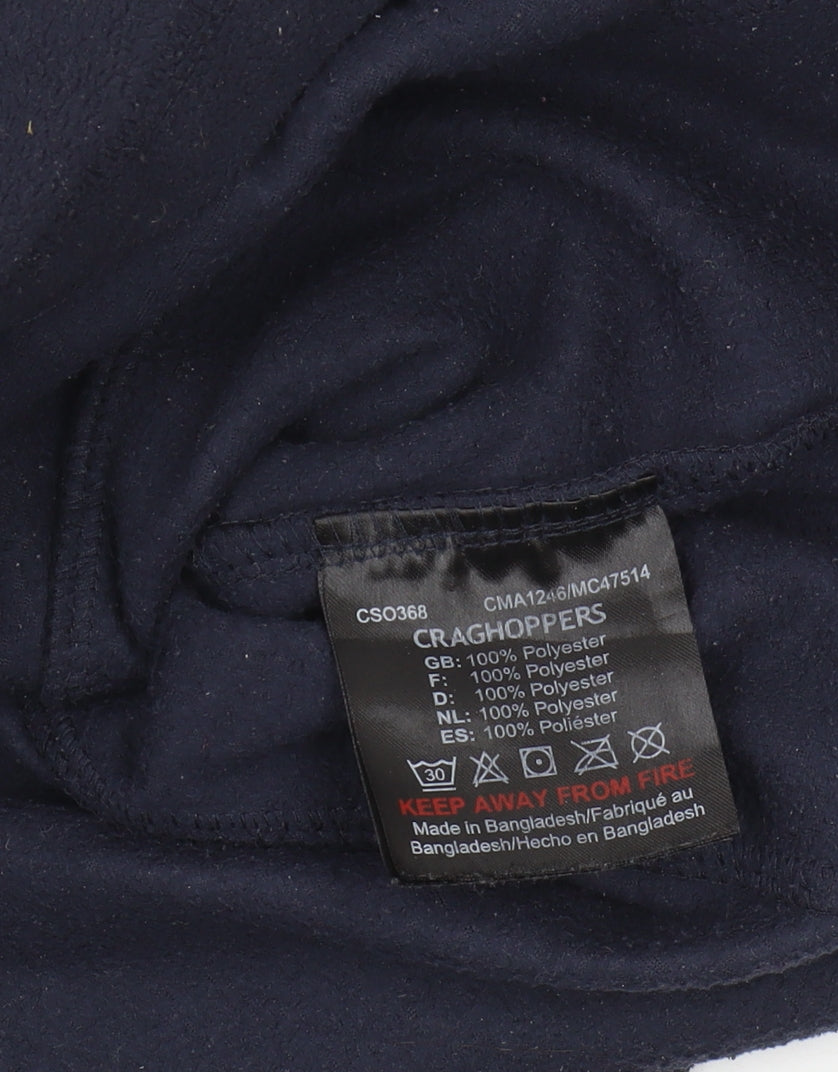 CSO368 CMA1246/MC47514
CRAGHOPPERS
GB: 100% Polyester
F: 100% Polyester
D: 100% Polyester
NL: 100% Polyester
ES: 100% Poliéster
30
KEEP AWAY FROM FIRE
Made in Bangladesh/Fabriqué au
Bangladesh/Hecho en Bangladesh